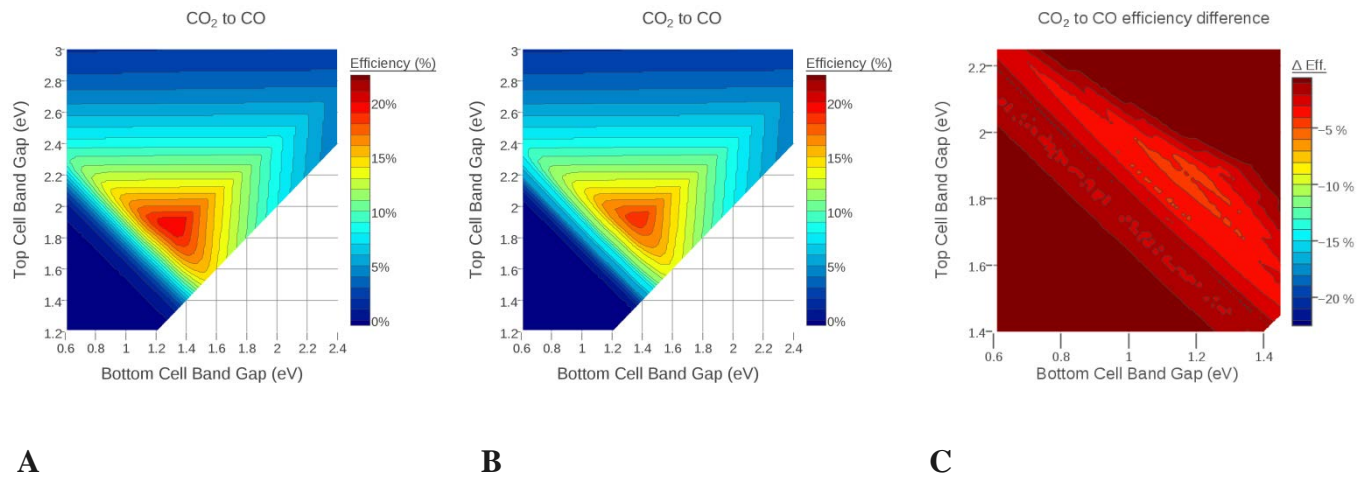 CO₂ to CO
Efficiency (%)
20%
15%
10%
5%
0%
Top Cell Band Gap (eV)
3
2.8
2.6
2.4
2.2
2
1.8
1.6
1.4
1.2
0.6 0.8 1 1.2 1.4 1.6 1.8 2 2.2 2.4
Bottom Cell Band Gap (eV)
A
CO₂ to CO
Efficiency (%)
20%
15%
10%
5%
0%
Top Cell Band Gap (eV)
3
2.8
2.6
2.4
2.2
2
1.8
1.6
1.4
1.2
0.6 0.8 1 1.2 1.4 1.6 1.8 2 2.2 2.4
Bottom Cell Band Gap (eV)
B
CO₂ to CO efficiency difference
Δ Eff.
−5 %
−10 %
−15 %
−20 %
Top Cell Band Gap (eV)
2.2
2
1.8
1.6
1.4
0.6 0.8 1 1.2 1.4
Bottom Cell Band Gap (eV)
C